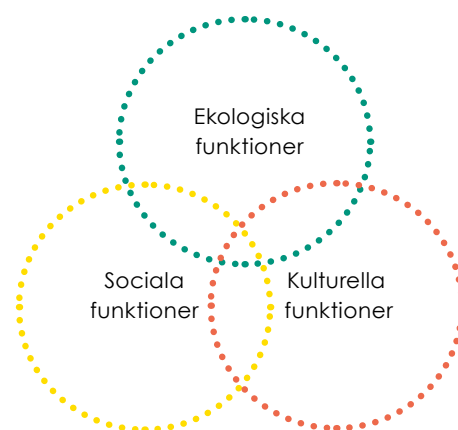 Ekologiska
funktioner
Sociala
funktioner
Kulturella
funktioner